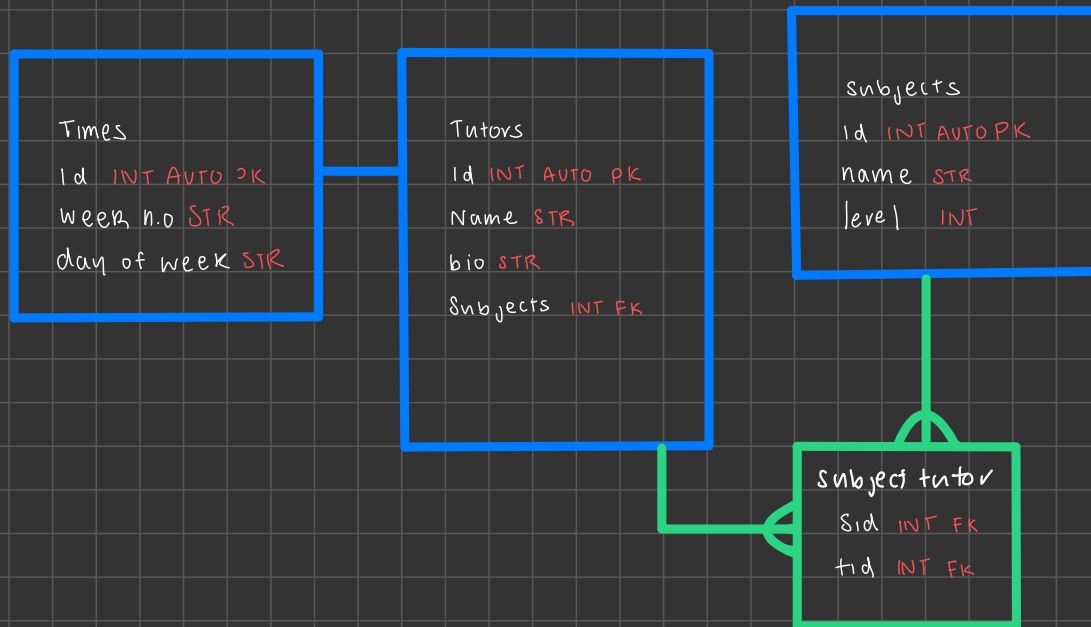 Times
Id INT AUTO PK
week n.o STR
day of week STR
Tutors
Id INT AUTO PK
Name STR
bio STR
Subjects INT FK
subjects
Id INT AUTO PK
name STR
level INT
subject tutor
sid INT FK
tid INT FK